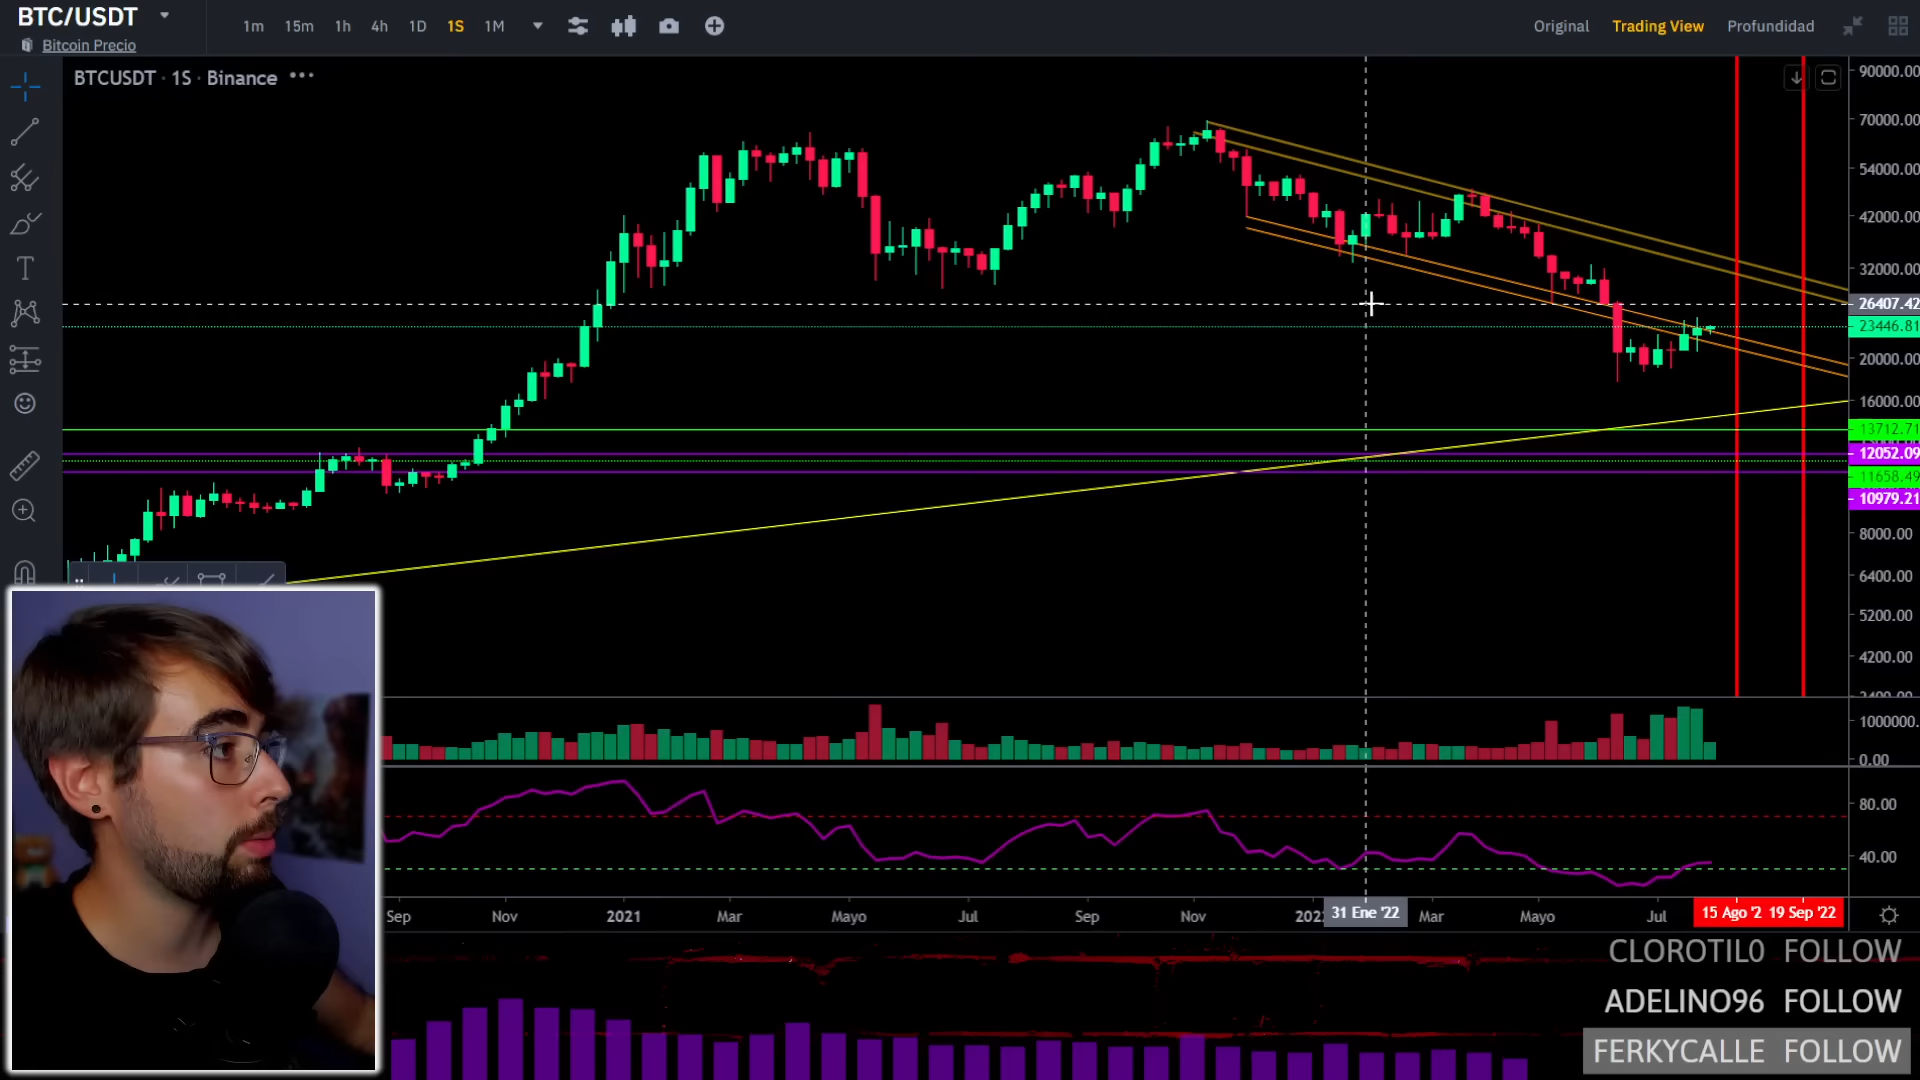 BTC/USDT
Bitcoin Precio
1m 15m 1h 4h 1D 1S 1M
Original Trading View Profundidad
BTCUSDT · 1S · Binance
90000.00
70000.00
54000.00
42000.00
32000.00
26407.42
23446.81
20000.00
16000.00
13712.71
12052.09
11658.49
10979.21
8000.00
6400.00
5200.00
4200.00
1000000.
0.00
80.00
40.00
Sep Nov 2021 Mar Mayo Jul Sep Nov 202 31 Ene '22 Mar Mayo Jul 15 Ago '2 19 Sep '22
CLOROTIL0 FOLLOW
ADELINO96 FOLLOW
FERKYCALLE FOLLOW